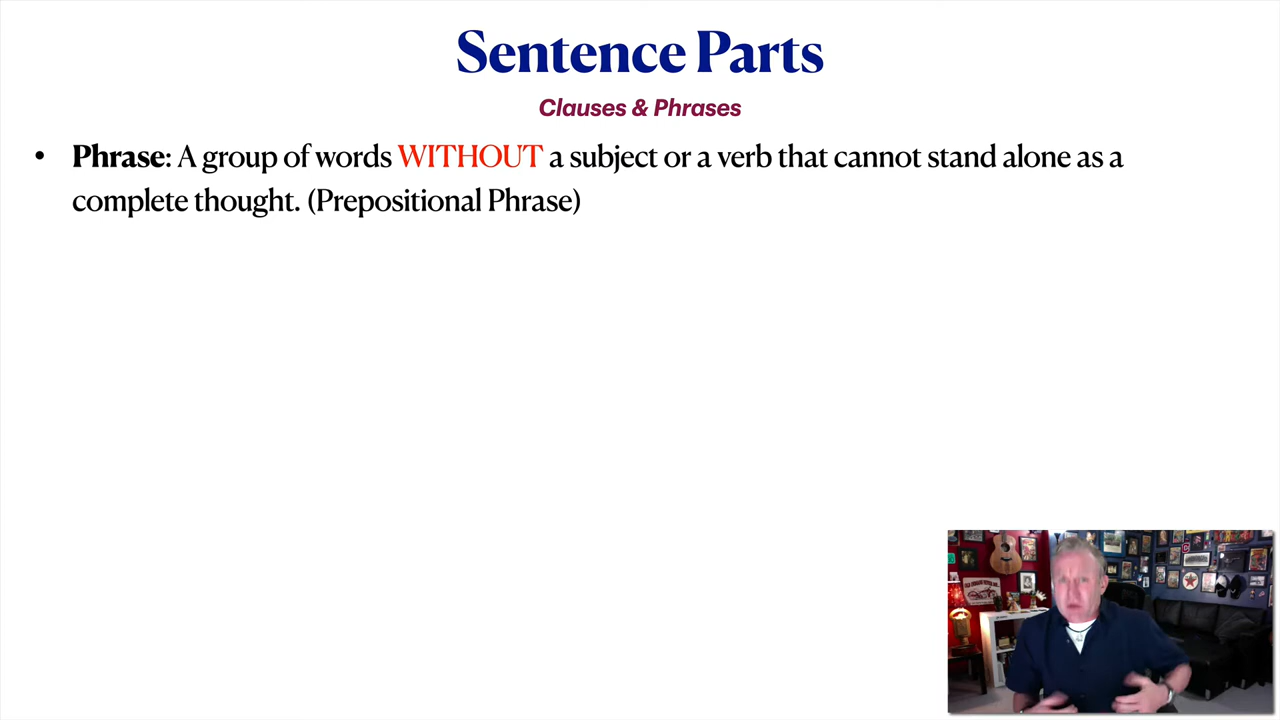 Sentence Parts
Clauses & Phrases
• Phrase: A group of words WITHOUT a subject or a verb that cannot stand alone as a
complete thought. (Prepositional Phrase)